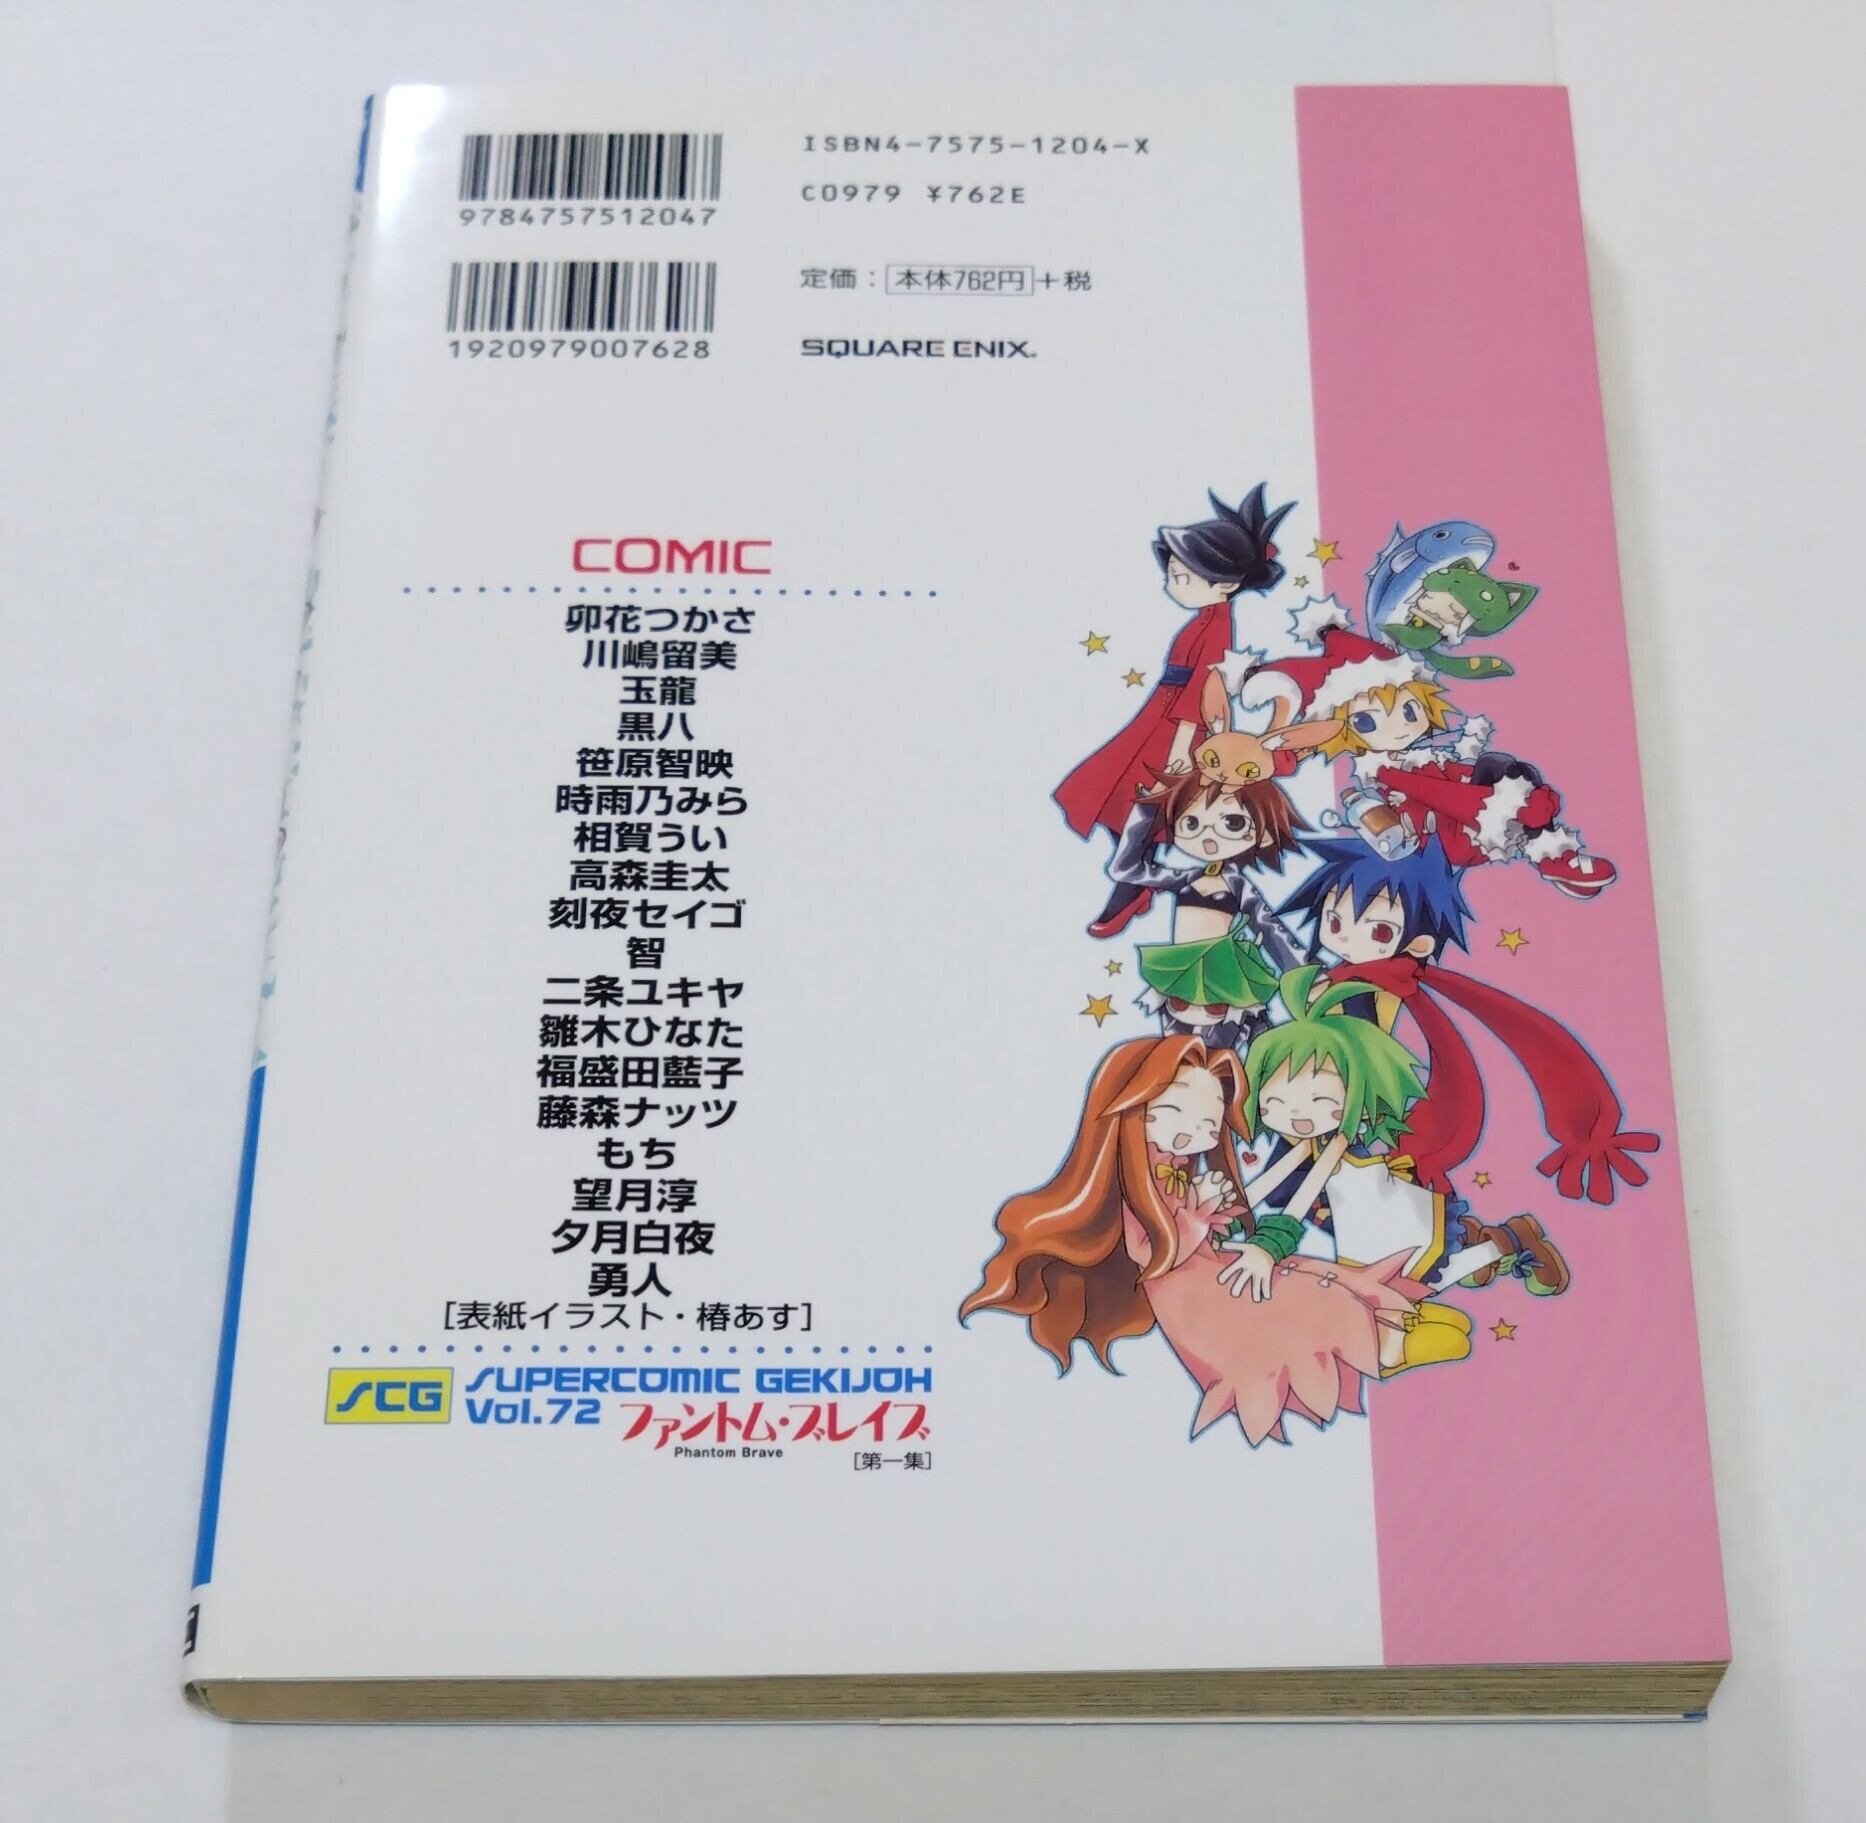 9784757512047
ISBN4-7575-1204-X
C0979 ¥762E
1920979007628
定価：本体762円+税
SQUARE ENIX.
COMIC
卯花つかさ
川嶋留美
玉龍
黒八
笹原智映
時雨乃みら
相賀うい
高森圭太
刻夜セイゴ
智
二条ユキヤ
雛木ひなた
福盛田藍子
藤森ナッツ
もち
望月淳
夕月白夜
勇人
[表紙イラスト・椿あす]
SCG SUPERCOMIC GEKIJOH
Vol.72 ファントム・ブレイブ
Phantom Brave
[第一集]